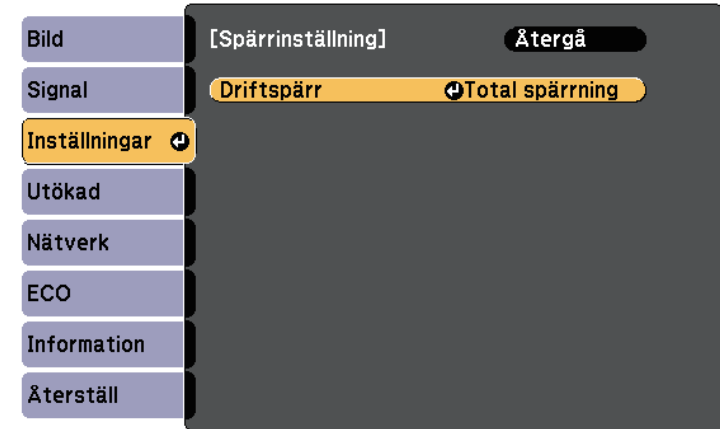 Bild
Signal
Inställningar
Utökad
Nätverk
ECO
Information
Återställ
[Spärrinställning] Återgå
Driftspärr Total spärrning